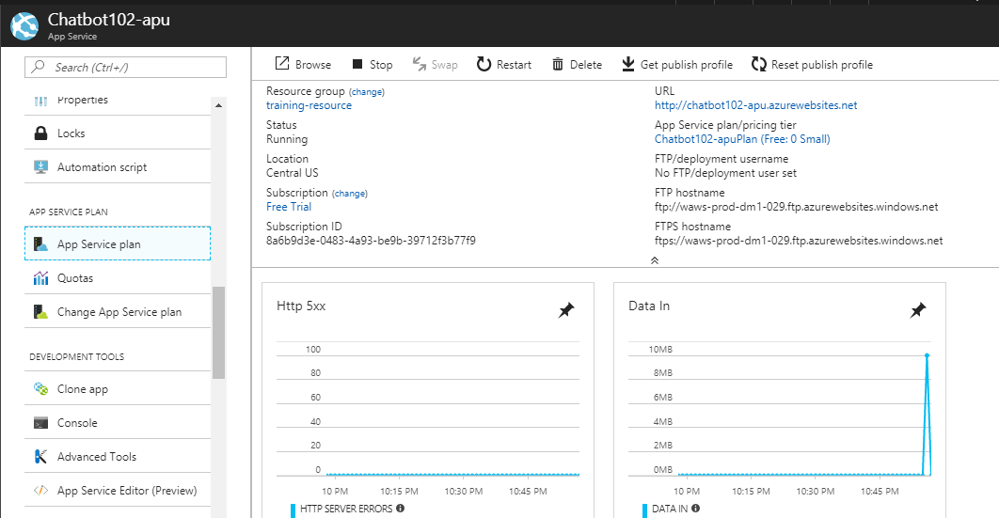 Chatbot102-apu
App Service
Search (Ctrl+/)
Properties
Locks
Automation script
APP SERVICE PLAN
App Service plan
Quotas
Change App Service plan
DEVELOPMENT TOOLS
Clone app
Console
Advanced Tools
App Service Editor (Preview)
Browse Stop Swap Restart Delete Get publish profile Reset publish profile
Resource group (change)
training-resource
Status
Running
Location
Central US
Subscription (change)
Free Trial
Subscription ID
8a6b9d3e-0483-4a93-be9b-39712f3b77f9
URL
http://chatbot102-apu.azurewebsites.net
App Service plan/pricing tier
Chatbot102-apuPlan (Free: 0 Small)
FTP/deployment username
No FTP/deployment user set
FTP hostname
ftp://waws-prod-dm1-029.ftp.azurewebsites.windows.net
FTPS hostname
ftps://waws-prod-dm1-029.ftp.azurewebsites.windows.net
Http 5xx
100
80
60
40
20
0
10 PM 10:15 PM 10:30 PM 10:45 PM
HTTP SERVER ERRORS
Data In
10MB
8MB
6MB
4MB
2MB
0MB
10 PM 10:15 PM 10:30 PM 10:45 PM
DATA IN